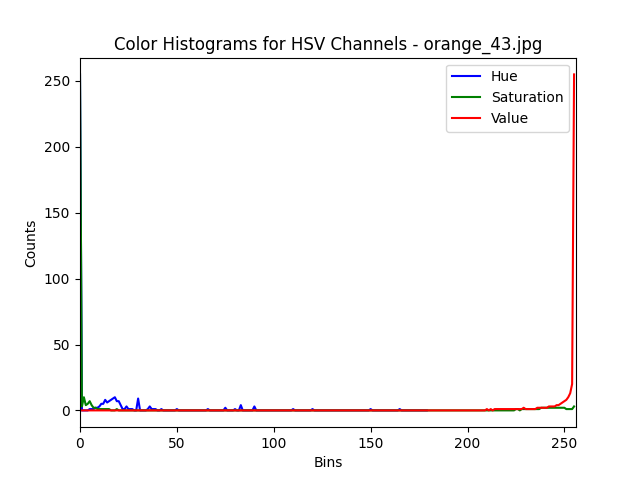 Color Histograms for HSV Channels - orange_43.jpg
Hue
Saturation
Value
Counts
250
200
150
100
50
0
0 50 100 150 200 250
Bins